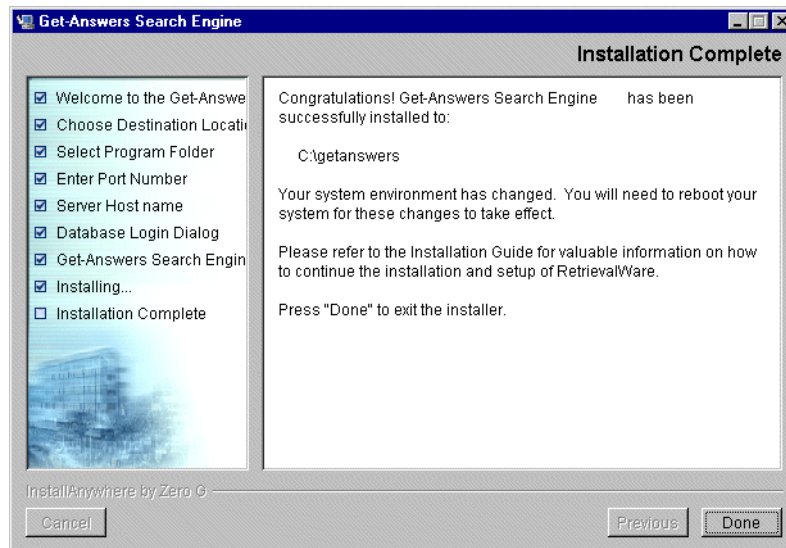 Get-Answers Search Engine
Installation Complete
Welcome to the Get-Answe
Choose Destination Locati
Select Program Folder
Enter Port Number
Server Host name
Database Login Dialog
Get-Answers Search Engin
Installing...
Installation Complete
Congratulations! Get-Answers Search Engine has been
successfully installed to:
C:\getanswers
Your system environment has changed. You will need to reboot your
system for these changes to take effect.
Please refer to the Installation Guide for valuable information on how
to continue the installation and setup of RetrievalWare.
Press "Done" to exit the installer.
InstallAnywhere by Zero G
Cancel
Previous
Done